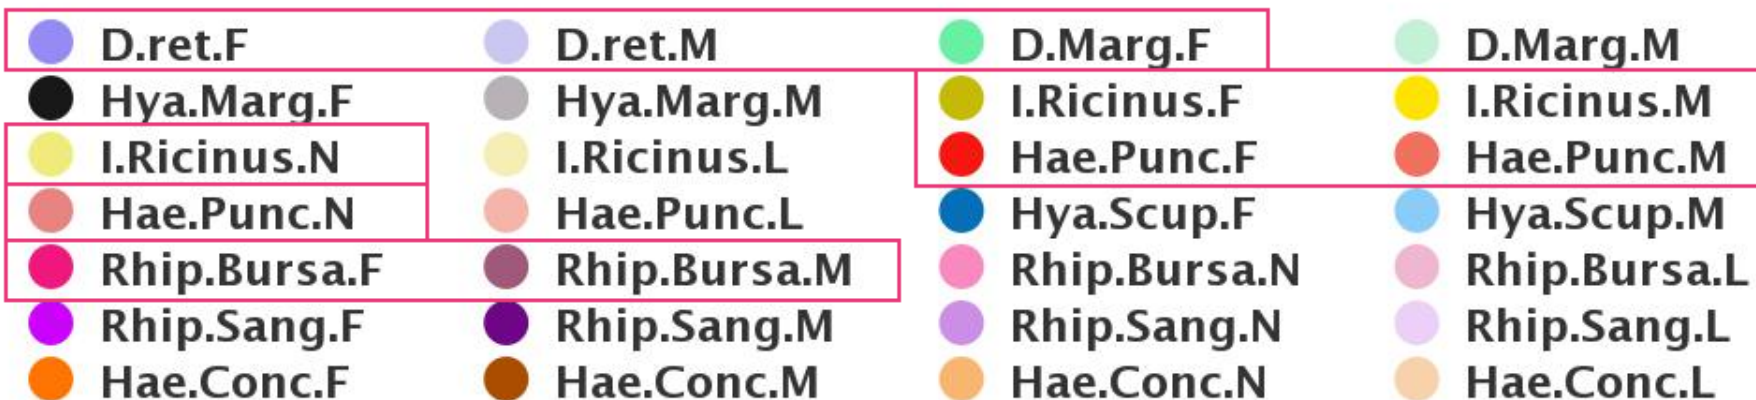 D.ret.F D.ret.M D.Marg.F D.Marg.M
Hya.Marg.F Hya.Marg.M I.Ricinus.F I.Ricinus.M
I.Ricinus.N I.Ricinus.L Hae.Punc.F Hae.Punc.M
Hae.Punc.N Hae.Punc.L Hya.Scup.F Hya.Scup.M
Rhip.Bursa.F Rhip.Bursa.M Rhip.Bursa.N Rhip.Bursa.L
Rhip.Sang.F Rhip.Sang.M Rhip.Sang.N Rhip.Sang.L
Hae.Conc.F Hae.Conc.M Hae.Conc.N Hae.Conc.L